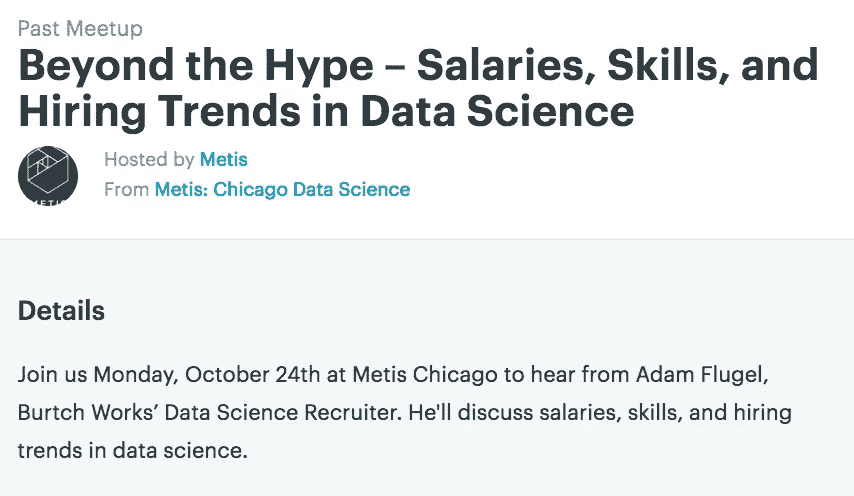 Past Meetup
Beyond the Hype – Salaries, Skills, and
Hiring Trends in Data Science
Hosted by Metis
From Metis: Chicago Data Science
METIS
Details
Join us Monday, October 24th at Metis Chicago to hear from Adam Flugel,
Burtch Works’ Data Science Recruiter. He'll discuss salaries, skills, and hiring
trends in data science.